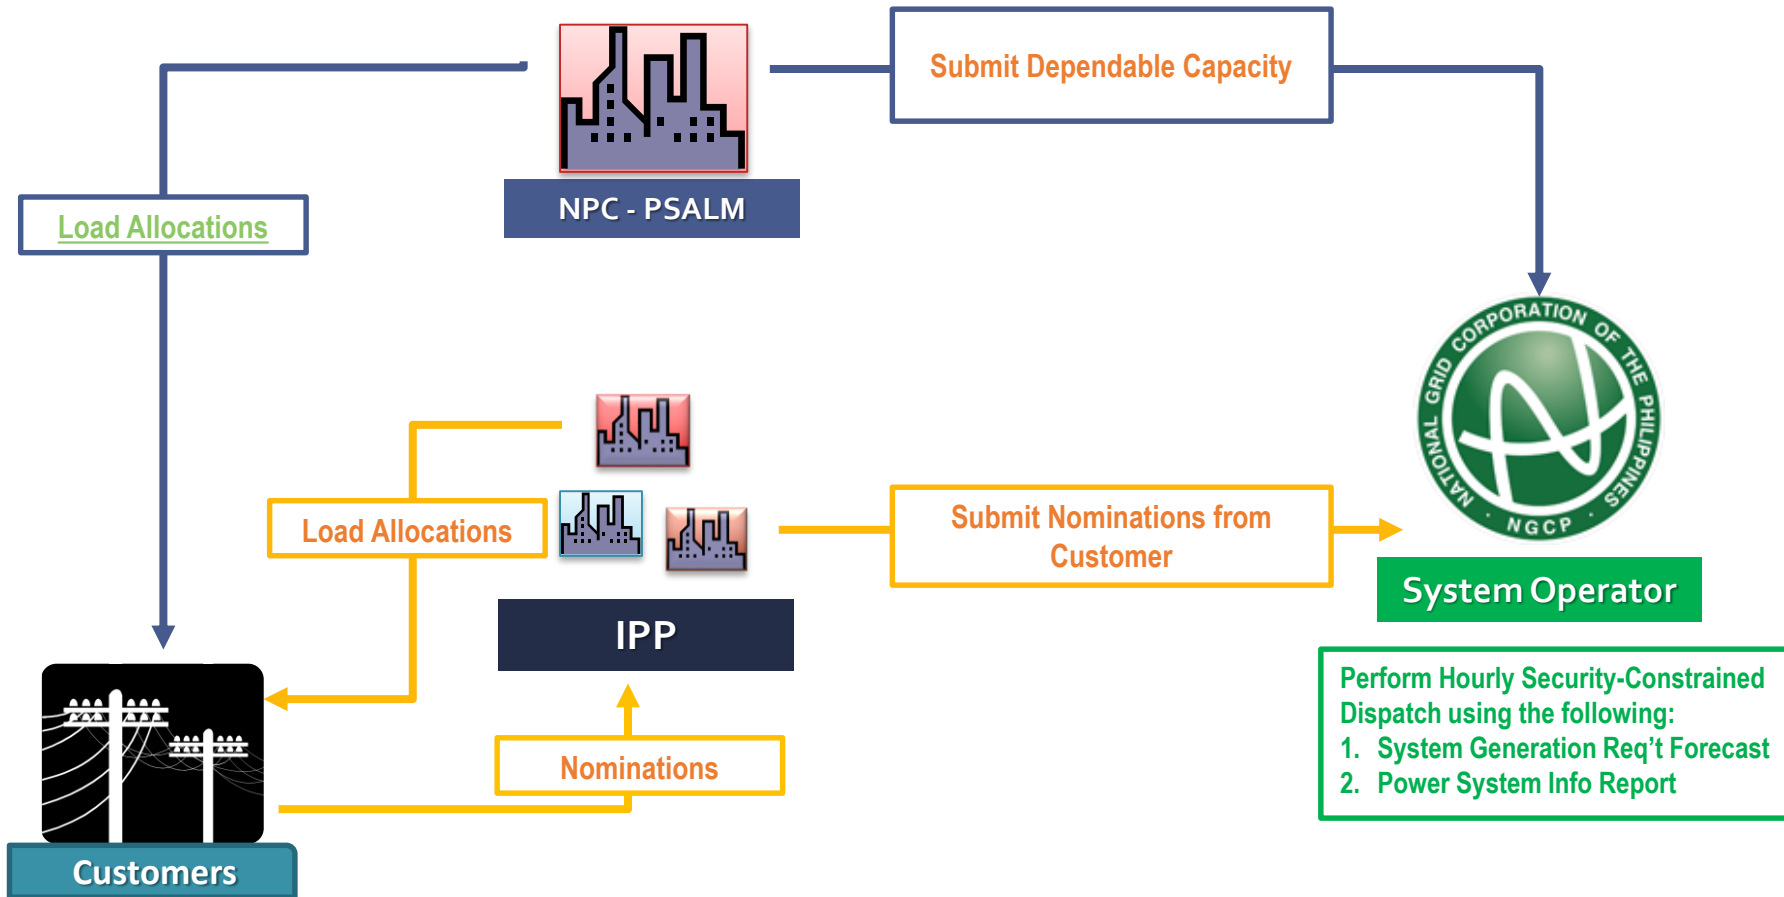 Submit Dependable Capacity
NPC - PSALM
Load Allocations
NATIONAL GRID CORPORATION OF THE PHILIPPINES
· NGCP ·
Load Allocations
Submit Nominations from
Customer
System Operator
IPP
Perform Hourly Security-Constrained
Dispatch using the following:
1. System Generation Req't Forecast
2. Power System Info Report
Nominations
Customers